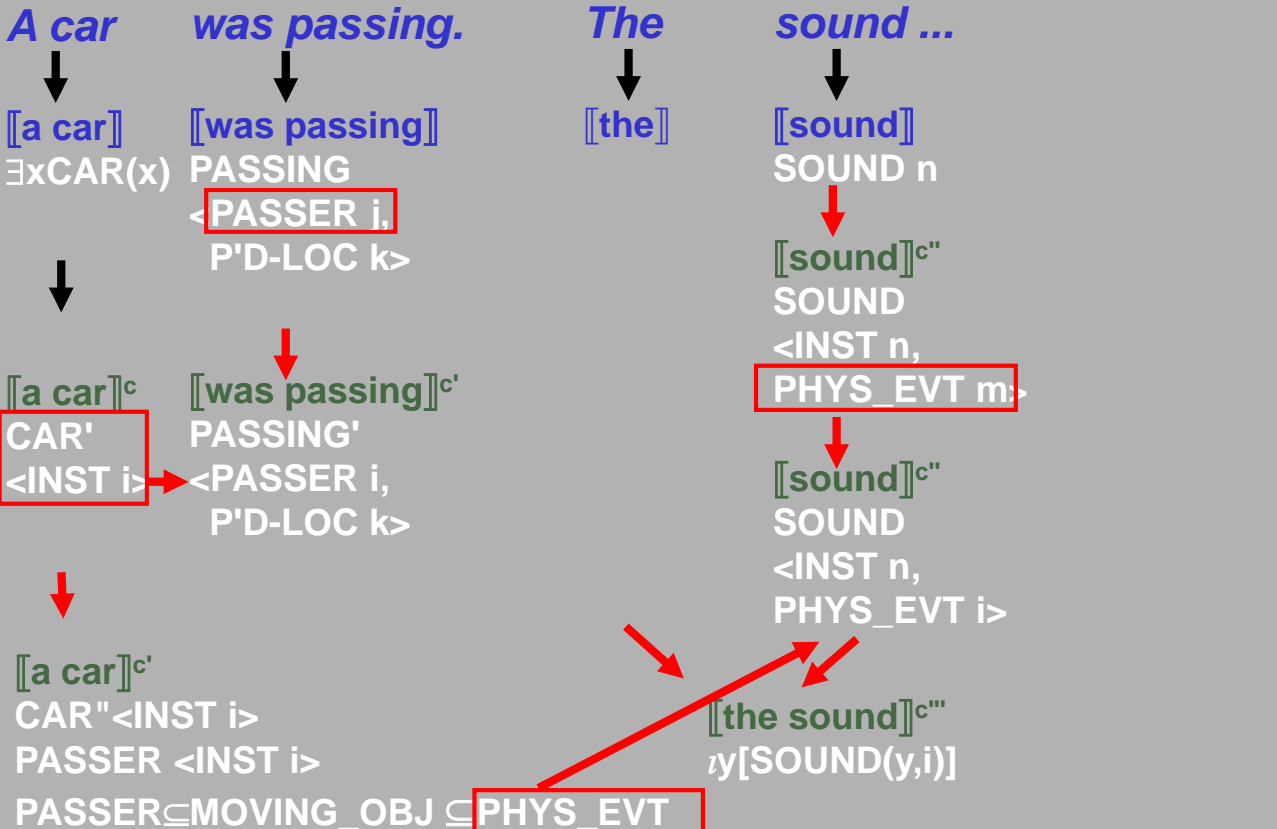 A car was passing. The sound ...
⟦a car⟧ ⟦was passing⟧ ⟦the⟧ ⟦sound⟧
∃xCAR(x) PASSING SOUND n
<PASSER j,
P'D-LOC k>
⟦sound⟧c''
SOUND
<INST n,
PHYS_EVT m>
⟦a car⟧c ⟦was passing⟧c'
CAR' PASSING'
<INST i> <PASSER i,
P'D-LOC k>
⟦sound⟧c''
SOUND
<INST n,
PHYS_EVT i>
⟦a car⟧c'
CAR"<INST i>
PASSER <INST i>
PASSER⊆MOVING_OBJ ⊆PHYS_EVT
⟦the sound⟧c'''
ιy[SOUND(y,i)]